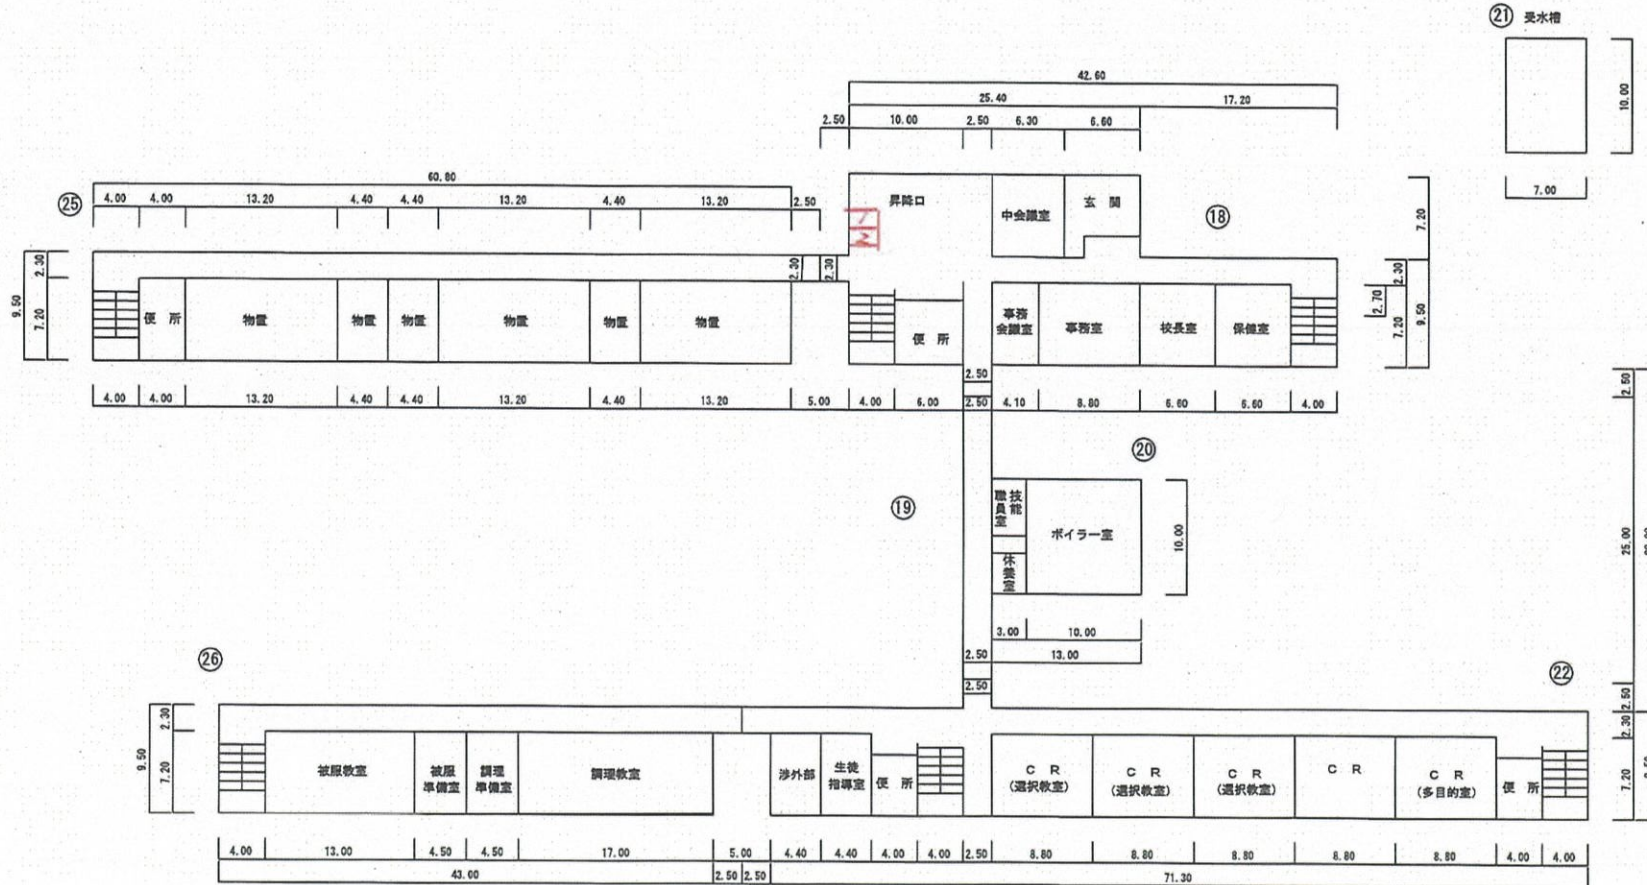 ㉑ 受水槽
10.00
7.00
42.60
25.40 17.20
2.50 10.00 2.50 6.30 6.60
60.80
㉕ 4.00 4.00 13.20 4.40 4.40 13.20 4.40 13.20 2.50
昇降口 中会議室 玄関 ⑱
7.20
2.30 2.30
9.50 2.30 7.20
2.30 2.70 7.20 9.50
便所 物置 物置 物置 物置 物置 物置
便所
事務会議室 事務室 校長室 保健室
2.50
4.00 4.00 13.20 4.40 4.40 13.20 4.40 13.20 5.00 4.00 6.00 2.50 4.10 8.80 6.60 6.60 4.00
2.50
⑳
⑲
技能職員室 ボイラー室
休養室
10.00
25.00
3.00 10.00
2.50 13.00
2.50
㉖
㉒
2.50
9.50 2.30 7.20
2.30 7.20
被服教室
被服準備室
調理準備室
調理教室
渉外部
生徒指導室
便所
CR
(選択教室)
CR
(選択教室)
CR
(選択教室)
CR
CR
(多目的室)
便所
4.00 13.00 4.50 4.50 17.00 5.00 4.40 4.40 4.00 4.00 2.50 8.80 8.80 8.80 8.80 8.80 4.00 4.00
43.00 2.50 2.50 71.30